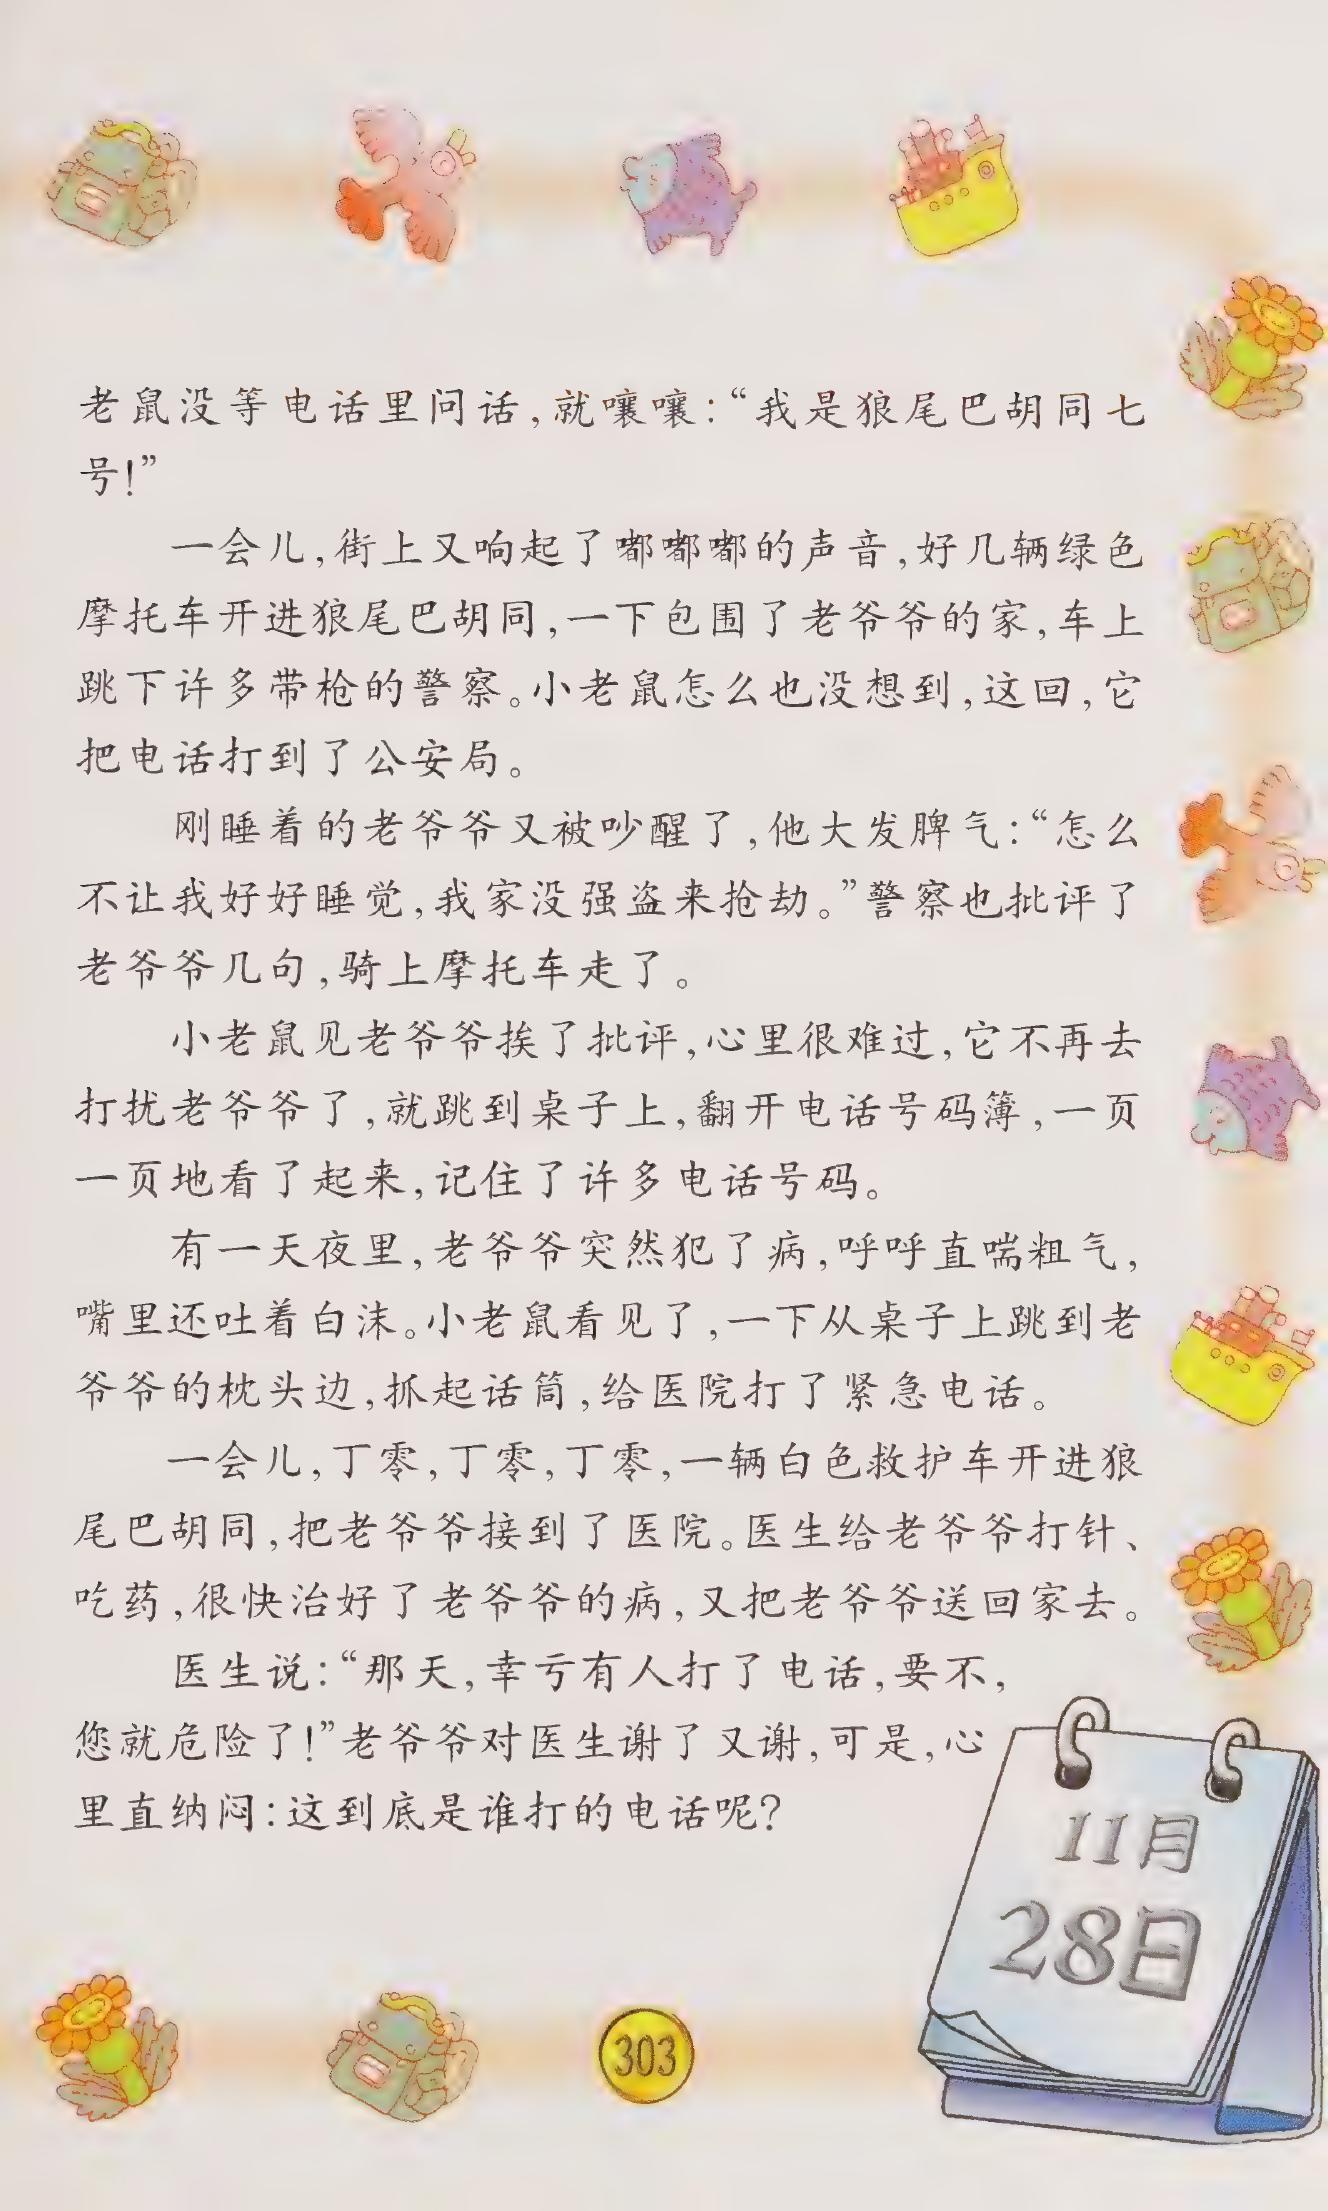 老鼠没等电话里问话,就嚷嚷:“我是狼尾巴胡同七
号!”
一会儿,街上又响起了嘟嘟嘟的声音,好几辆绿色
摩托车开进狼尾巴胡同,一下包围了老爷爷的家,车上
跳下许多带枪的警察。小老鼠怎么也没想到,这回,它
把电话打到了公安局。
刚睡着的老爷爷又被吵醒了,他大发脾气:“怎么
不让我好好睡觉,我家没强盗来抢劫。”警察也批评了
老爷爷几句,骑上摩托车走了。
小老鼠见老爷爷挨了批评,心里很难过,它不再去
打扰老爷爷了,就跳到桌子上,翻开电话号码簿,一页
一页地看了起来,记住了许多电话号码。
有一天夜里,老爷爷突然犯了病,呼呼直喘粗气,
嘴里还吐着白沫。小老鼠看见了,一下从桌子上跳到老
爷爷的枕头边,抓起话筒,给医院打了紧急电话。
一会儿,丁零,丁零,丁零,一辆白色救护车开进狼
尾巴胡同,把老爷爷接到了医院。医生给老爷爷打针、
吃药,很快治好了老爷爷的病,又把老爷爷送回家去。
医生说:“那天,幸亏有人打了电话,要不,
您就危险了!”老爷爷对医生谢了又谢,可是,心
里直纳闷:这到底是谁打的电话呢?
11月
28日
303